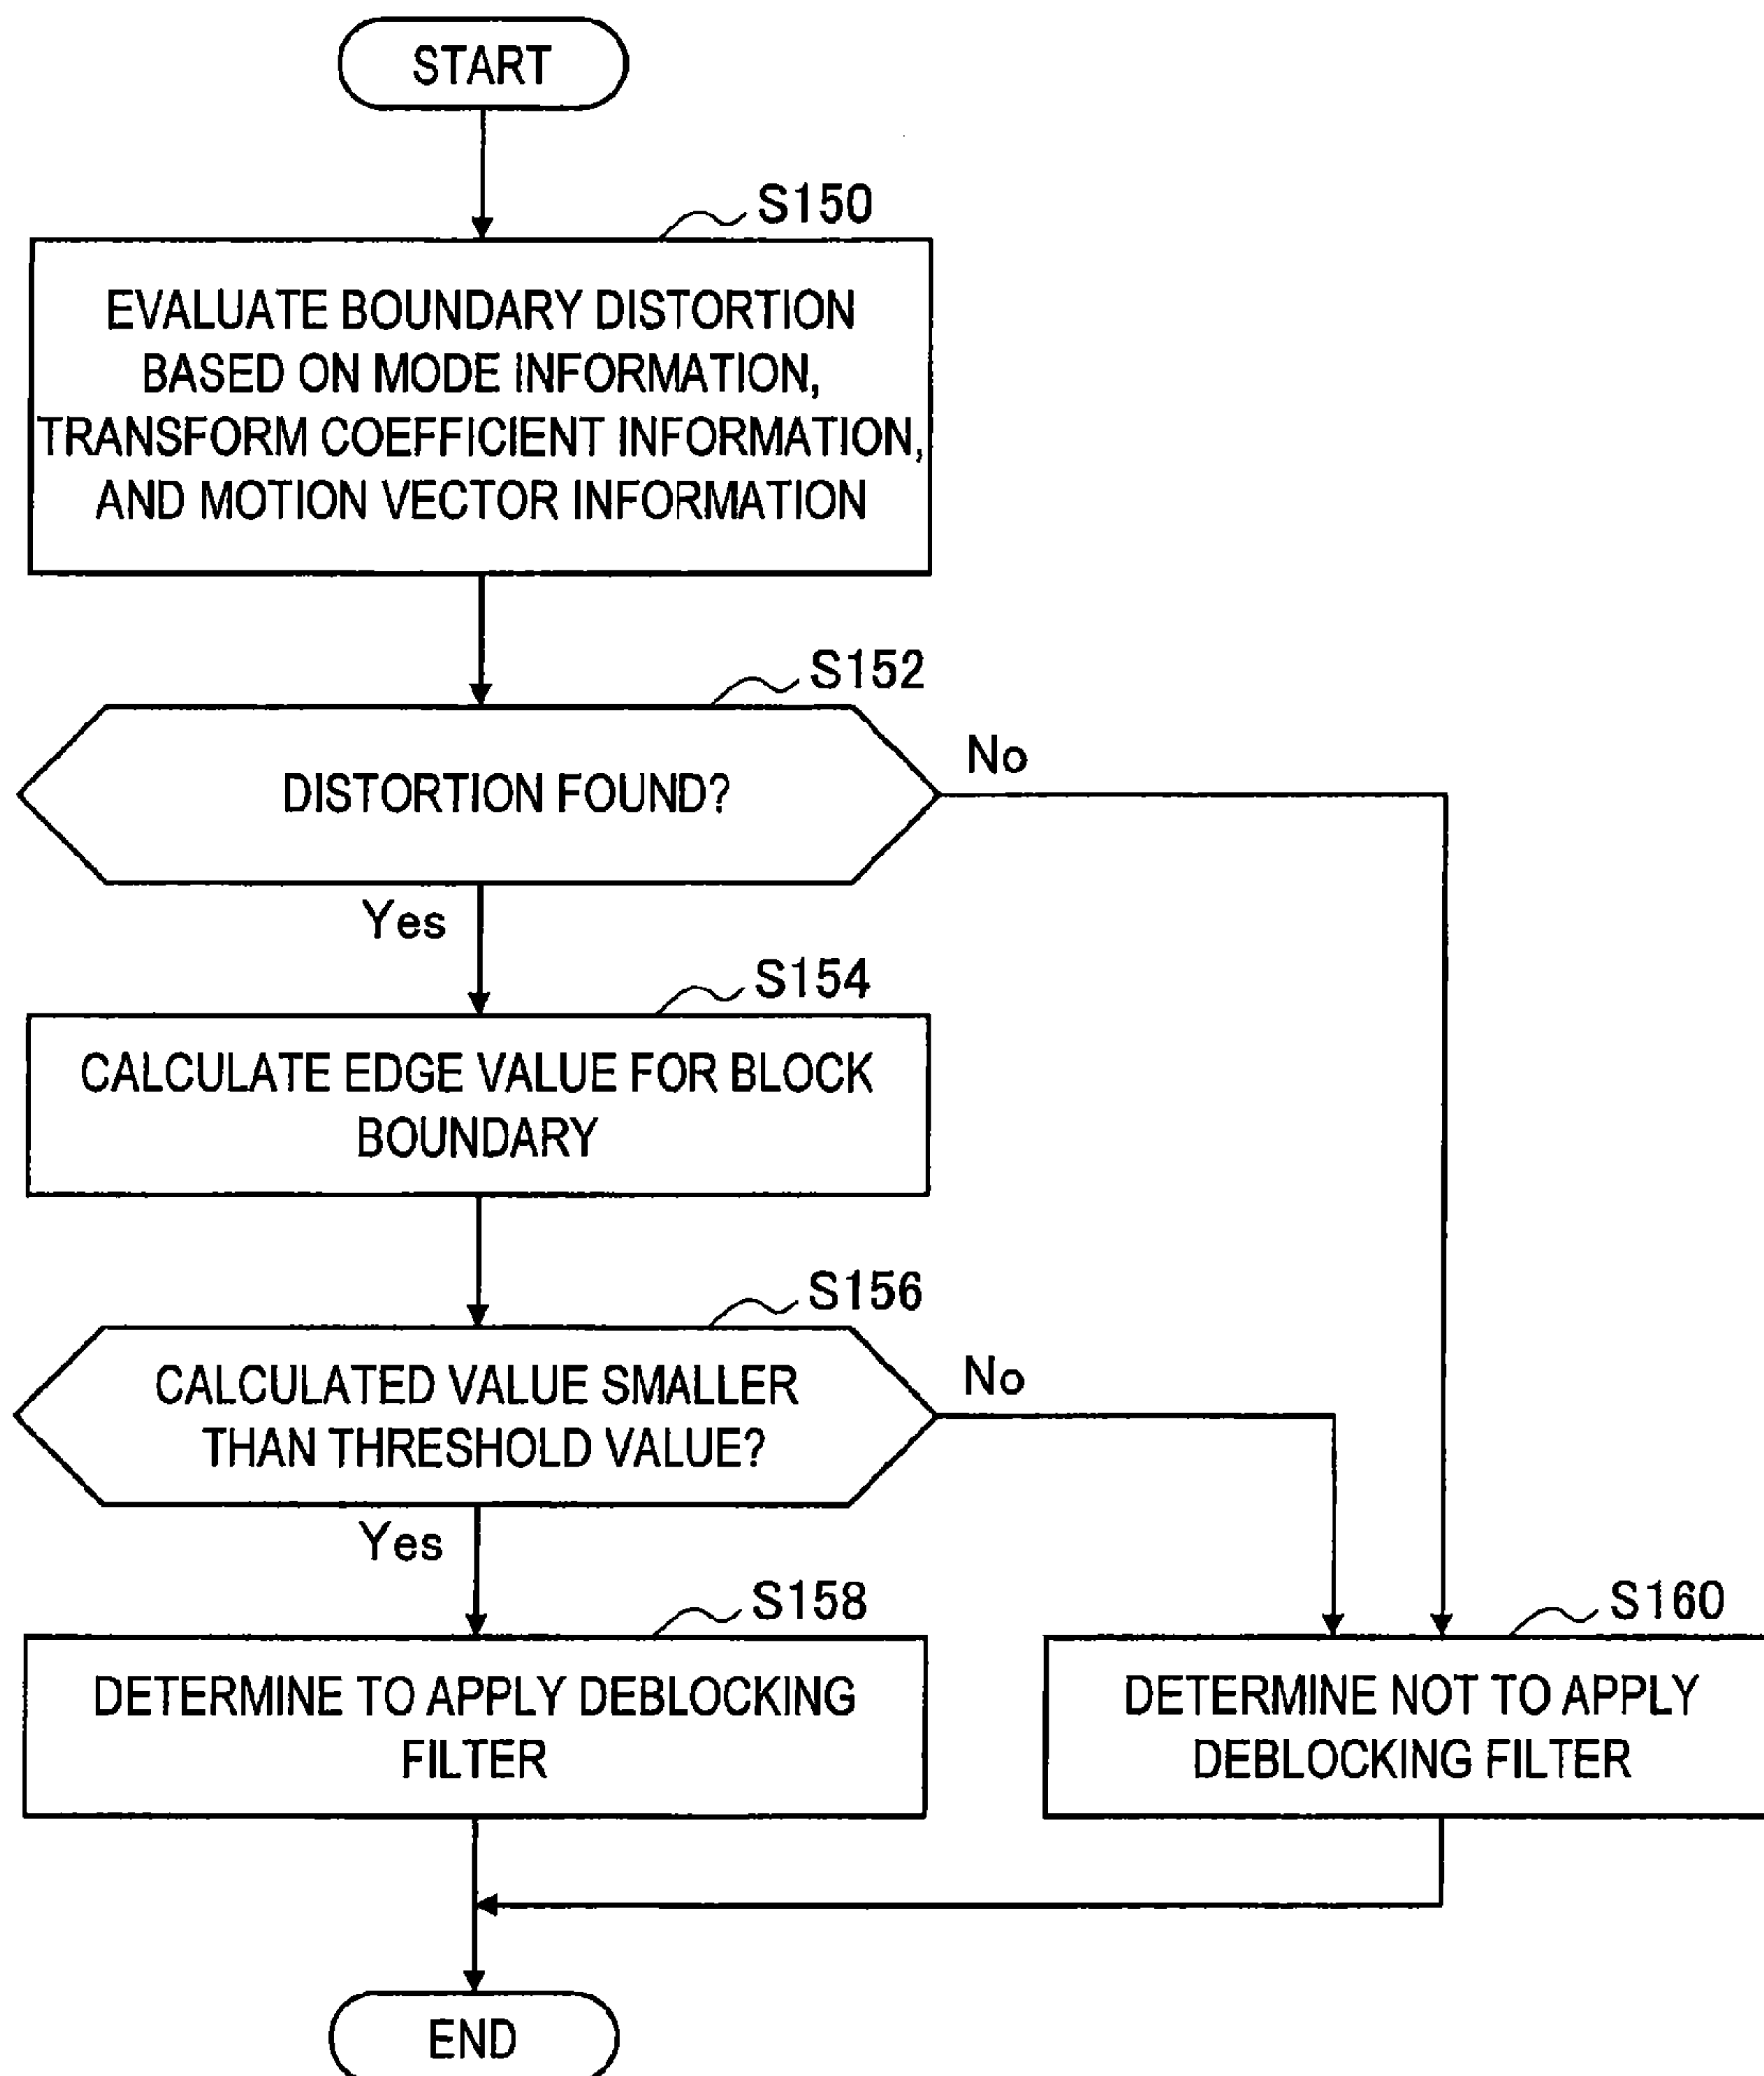 START
S150
EVALUATE BOUNDARY DISTORTION
BASED ON MODE INFORMATION,
TRANSFORM COEFFICIENT INFORMATION,
AND MOTION VECTOR INFORMATION
S152
DISTORTION FOUND?
No
Yes
S154
CALCULATE EDGE VALUE FOR BLOCK
BOUNDARY
S156
CALCULATED VALUE SMALLER
THAN THRESHOLD VALUE?
No
Yes
S158
DETERMINE TO APPLY DEBLOCKING
FILTER
S160
DETERMINE NOT TO APPLY
DEBLOCKING FILTER
END